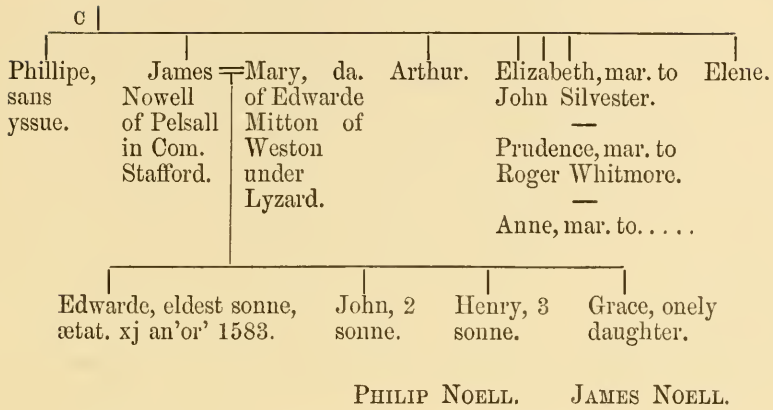 C
Phillipe,
sans
yssue.
James
Nowell
of Pelsall
in Com.
Stafford.
Mary, da.
of Edwarde
Mitton of
Weston
under
Lyzard.
Arthur.
Elizabeth, mar. to
John Silvester.
—
Prudence, mar. to
Roger Whitmore.
—
Anne, mar. to.....
Elene.
Edwarde, eldest sonne,
ætat. xj an'or' 1583.
John, 2
sonne.
Henry, 3
sonne.
Grace, onely
daughter.
PHILIP NOELL. JAMES NOELL.